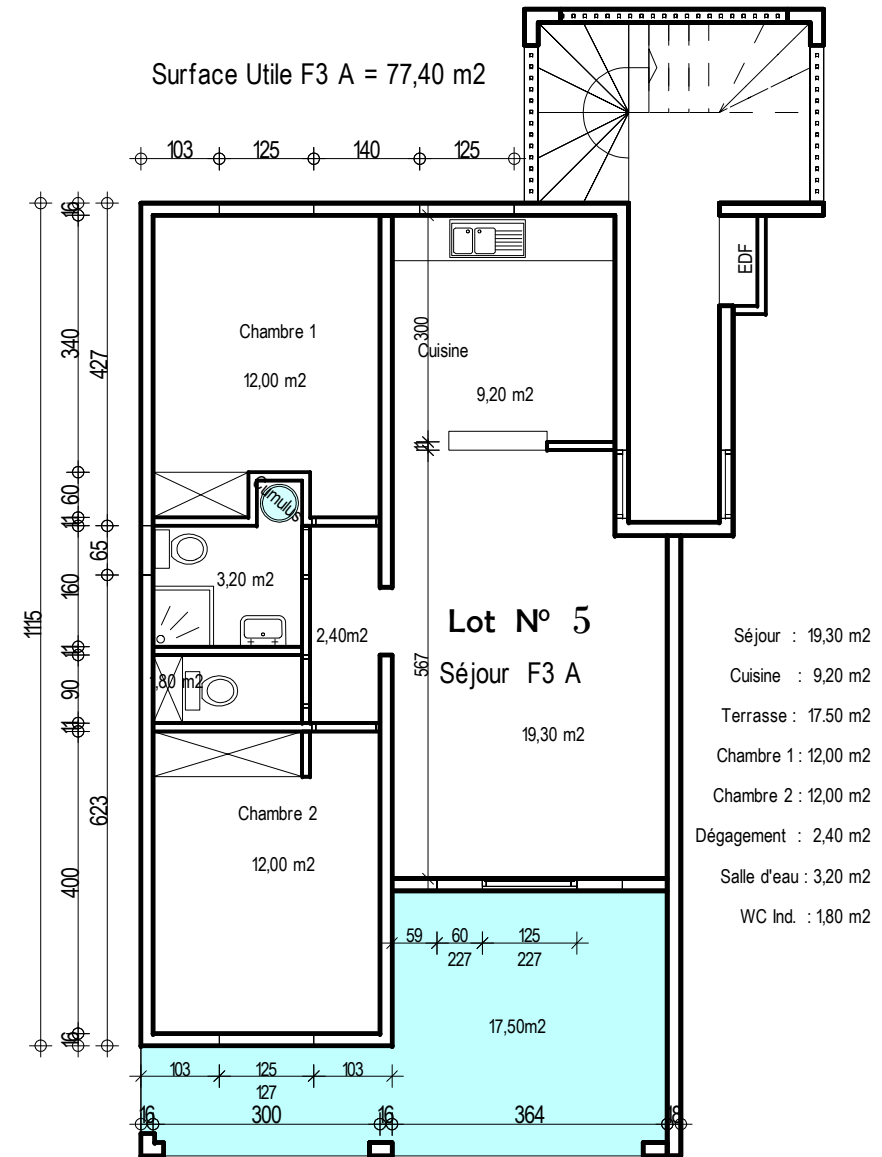 Surface Utile F3 A = 77,40 m2
103 125 140 125
EDF
16
340
427
60
11
65
160
11
90
11
623
400
16
1115
Chambre 1
12,00 m2
300
Cuisine
9,20 m2
11
Cumulus
3,20 m2
2,40m2
Lot Nº 5
567
Séjour F3 A
19,30 m2
Chambre 2
12,00 m2
Séjour : 19,30 m2
Cuisine : 9,20 m2
Terrasse : 17.50 m2
Chambre 1 : 12,00 m2
Chambre 2 : 12,00 m2
Dégagement : 2,40 m2
Salle d'eau : 3,20 m2
WC Ind. : 1,80 m2
59 60 125
227 227
17,50m2
103 125 103
127
16 300 16 364 18